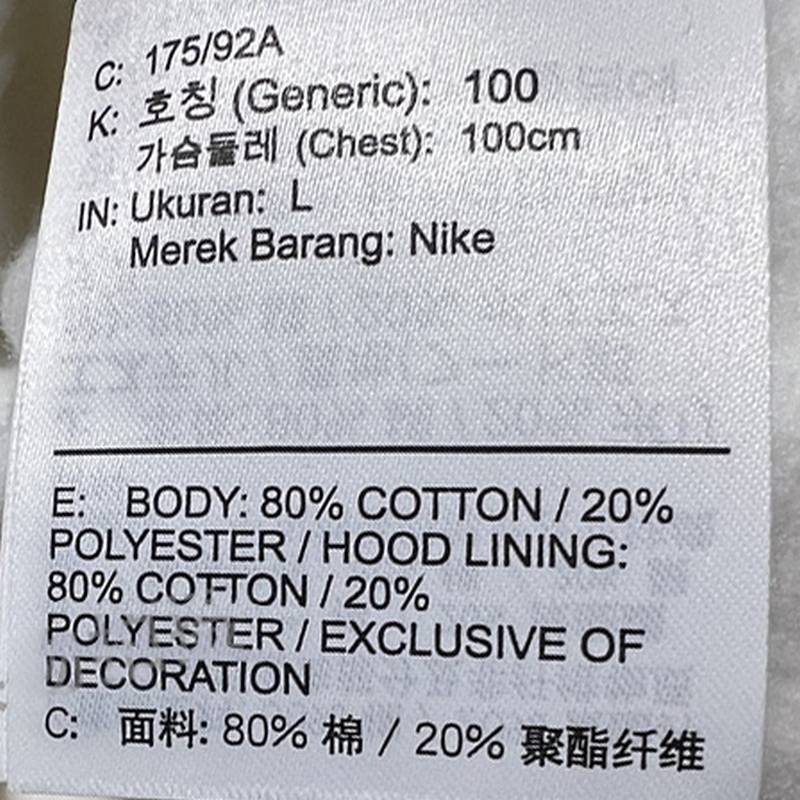 C: 175/92A
K: 호칭 (Generic): 100
가슴둘레 (Chest): 100cm
IN: Ukuran: L
Merek Barang: Nike
E: BODY: 80% COTTON / 20%
POLYESTER / HOOD LINING:
80% COTTON / 20%
POLYESTER / EXCLUSIVE OF
DECORATION
C: 面料: 80% 棉 / 20% 聚酯纤维